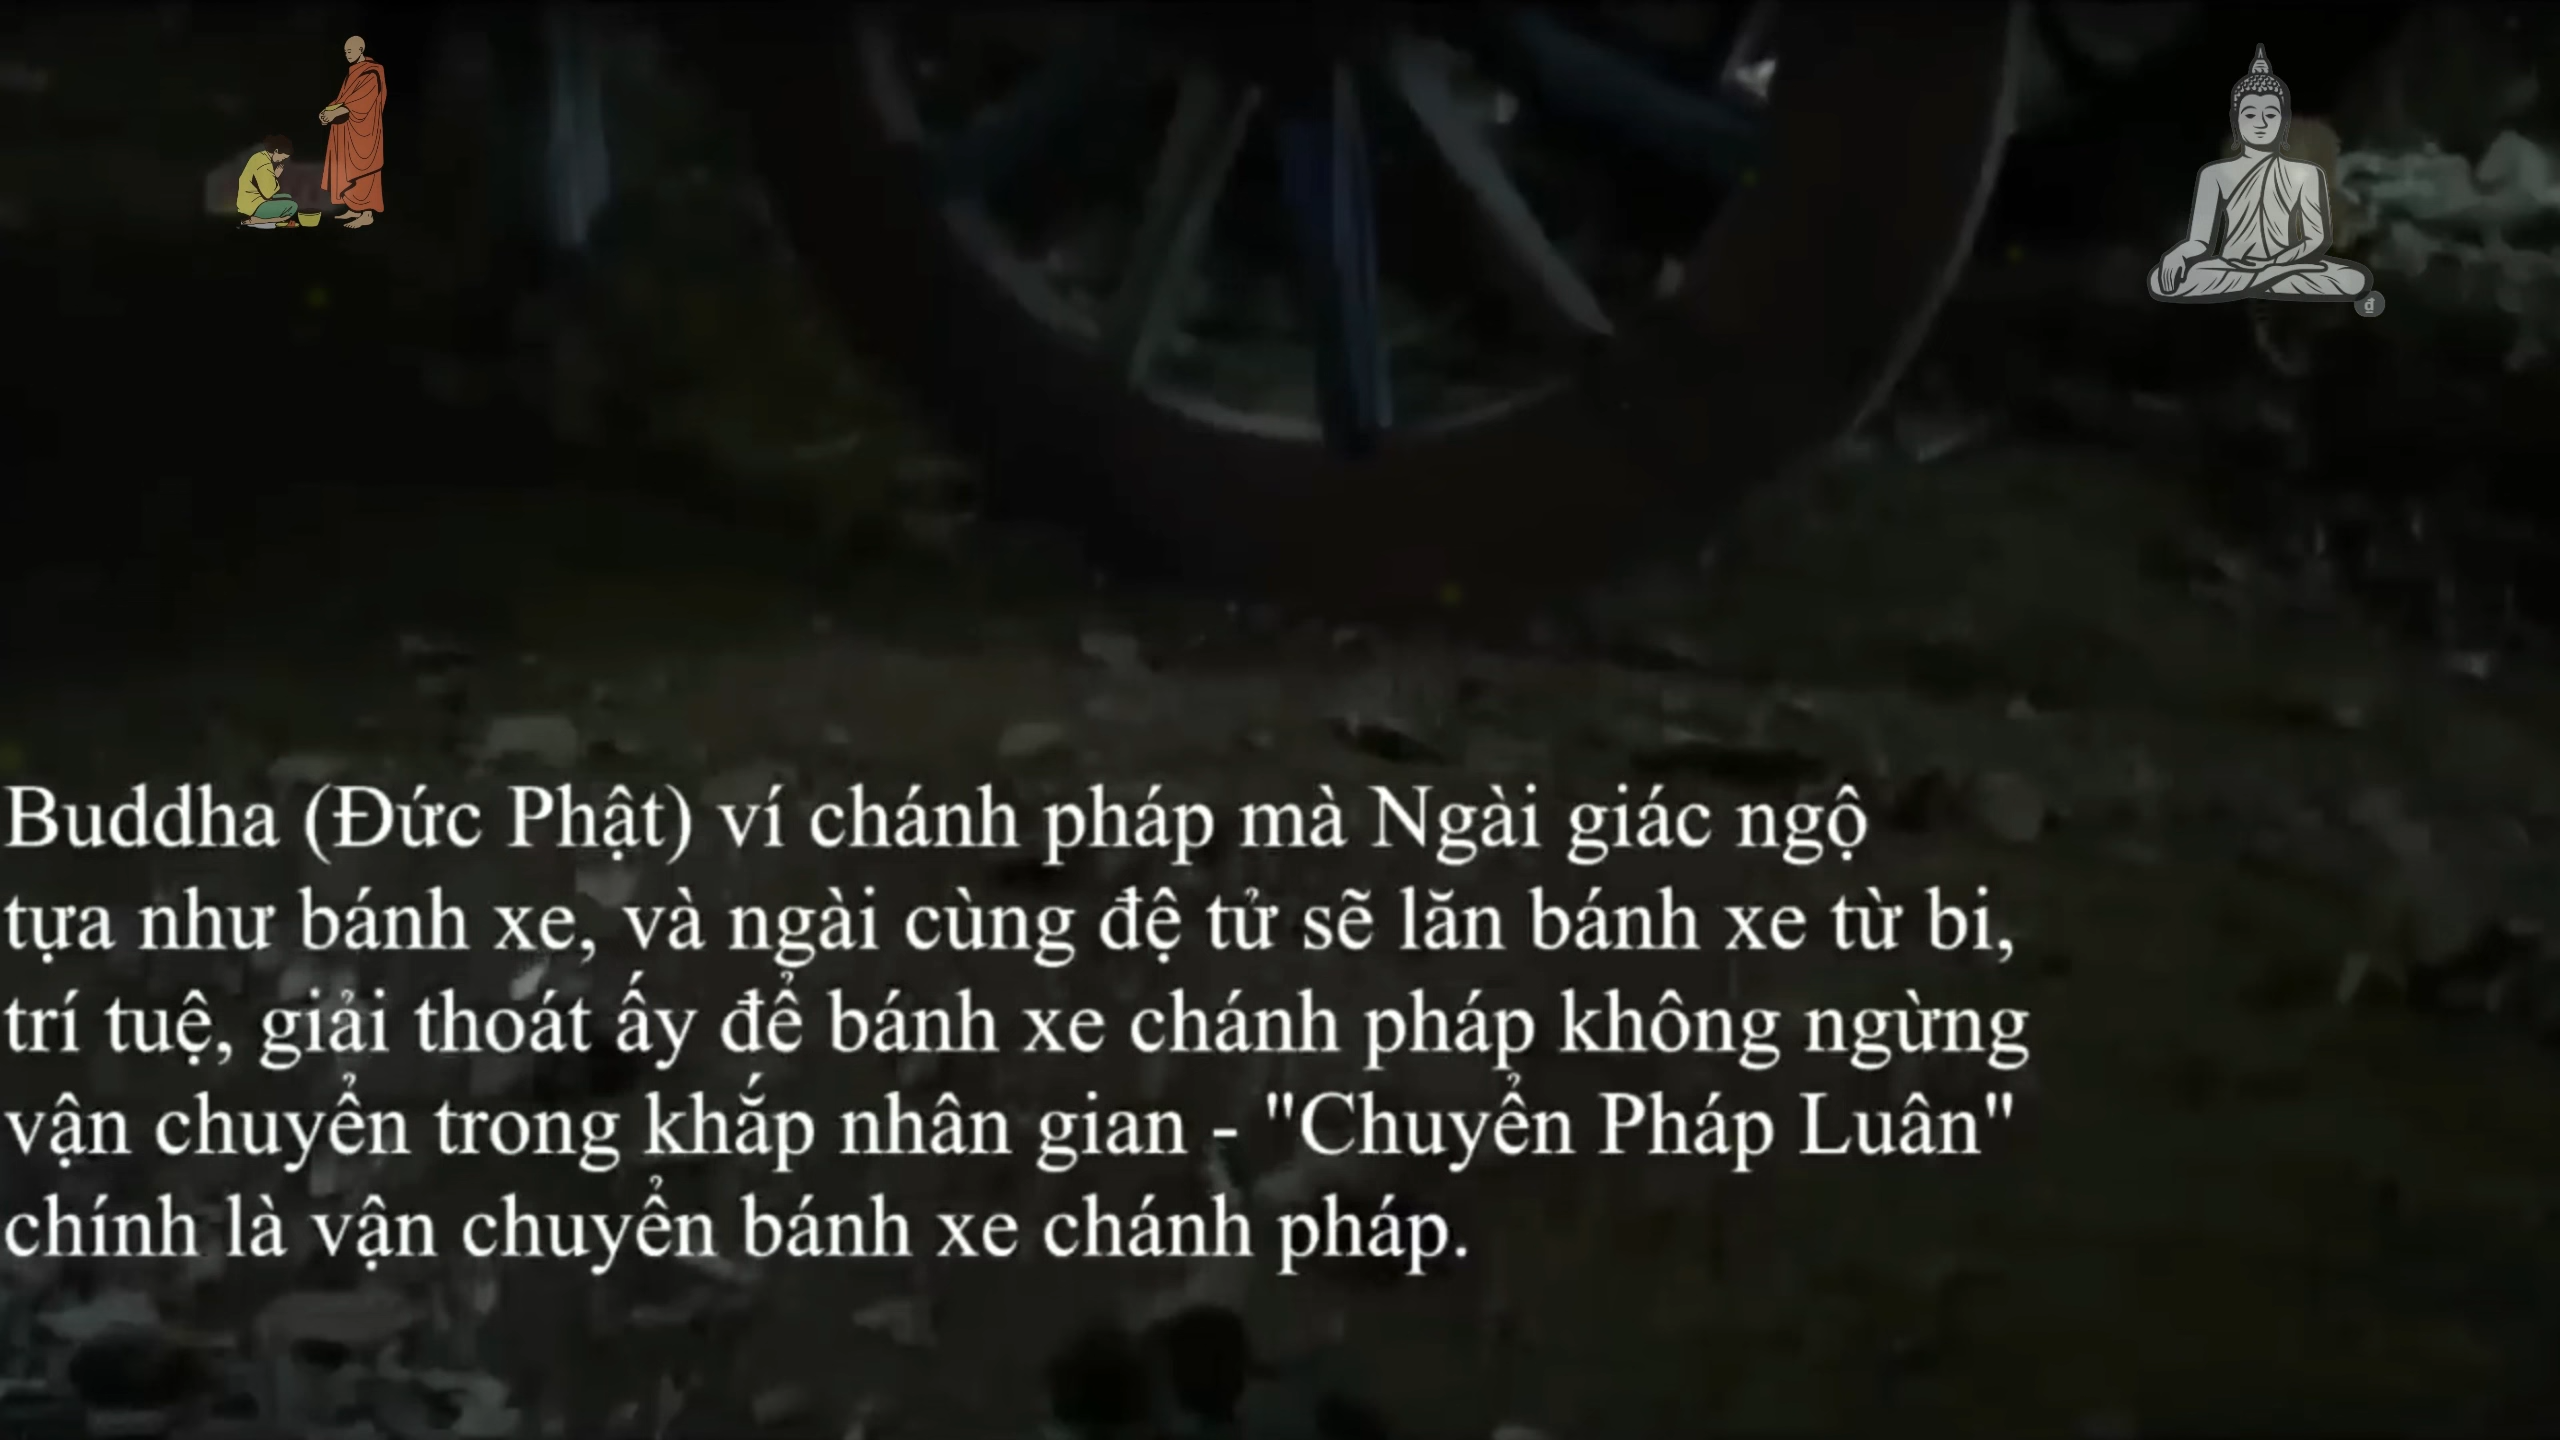 Buddha (Đức Phật) ví chánh pháp mà Ngài giác ngộ
tựa như bánh xe, và ngài cùng đệ tử sẽ lăn bánh xe từ bi,
trí tuệ, giải thoát ấy để bánh xe chánh pháp không ngừng
vận chuyển trong khắp nhân gian - "Chuyển Pháp Luân"
chính là vận chuyển bánh xe chánh pháp.